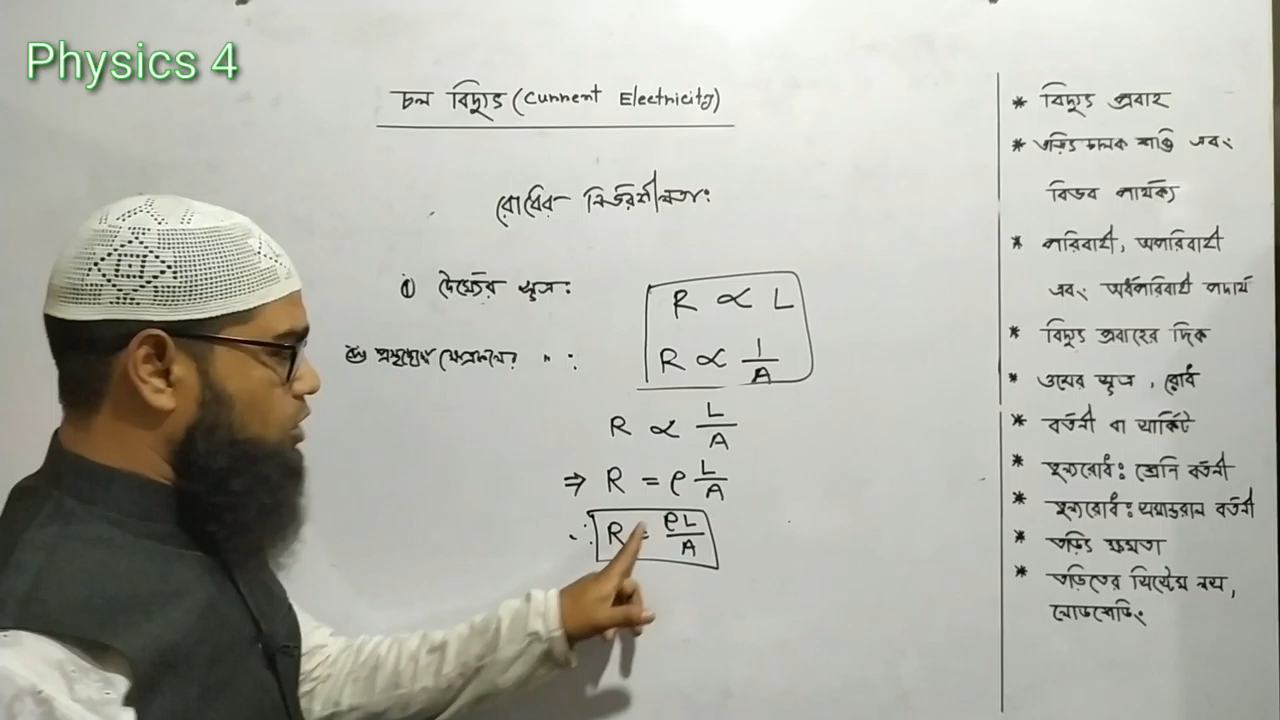 Physics 4
চল বিদ্যুৎ (Current Electricity)
রোধের নির্ভরশীলতা:
i দৈর্ঘ্যের সূত্র:
প্রস্থচ্ছেদ ক্ষেত্রফলের " :
R ∝ L
R ∝ 1/A
R ∝ L/A
⇒ R = ρ L/A
∴ R = ρL/A
* বিদ্যুৎ প্রবাহ
* তড়িৎ চালক শক্তি এবং
বিভব পার্থক্য
* পরিবাহী, অপরিবাহী
এবং অর্ধপরিবাহী পদার্থ
* বিদ্যুৎ প্রবাহের দিক
* ওমের সূত্র, রোধ
* বর্তনী বা সার্কিট
* তুল্যরোধ: শ্রেণি বর্তনী
* তুল্যরোধ: সমান্তরাল বর্তনী
* তড়িৎ ক্ষমতা
* তড়িতের সিস্টেম লস,
লোডশেডিং